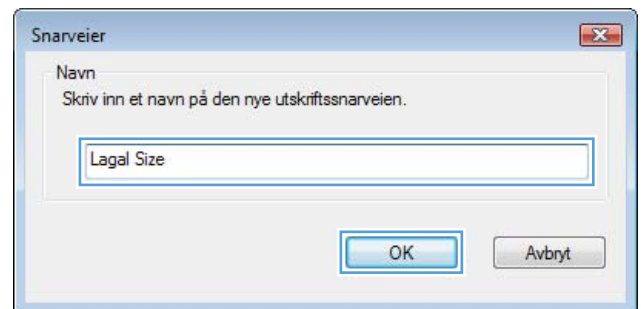 Snarveier
Navn
Skriv inn et navn på den nye utskriftssnarveien.
Lagal Size
OK
Avbryt